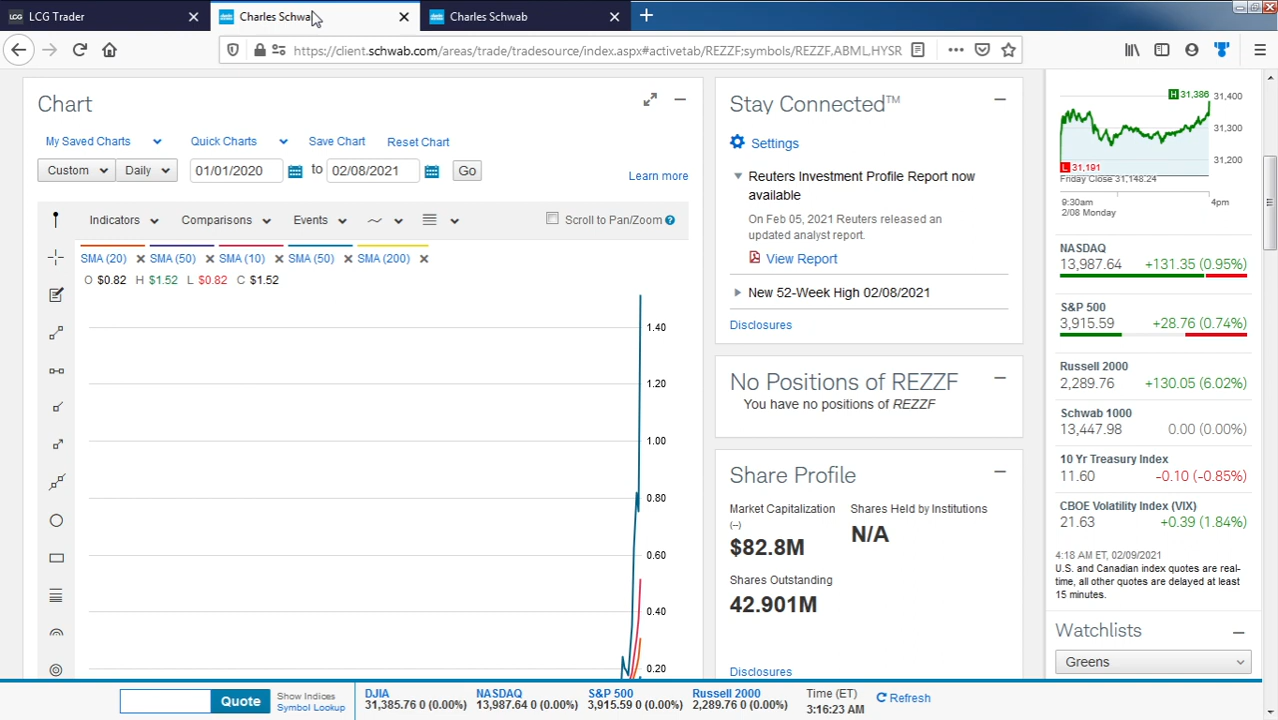 LCG Trader
Charles Schwab
Charles Schwab
https://client.schwab.com/areas/trade/tradesource/index.aspx#activetab/REZZF;symbols/REZZF,ABML,HYSR
Chart
My Saved Charts
Quick Charts
Save Chart
Reset Chart
Custom
Daily
01/01/2020
to
02/08/2021
Go
Learn more
Indicators
Comparisons
Events
Scroll to Pan/Zoom
SMA (20)
SMA (50)
SMA (10)
SMA (50)
SMA (200)
O $0.82 H $1.52 L $0.82 C $1.52
1.40
1.20
1.00
0.80
0.60
0.40
0.20
Stay Connected™
Settings
Reuters Investment Profile Report now
available
On Feb 05, 2021 Reuters released an
updated analyst report.
View Report
New 52-Week High 02/08/2021
Disclosures
No Positions of REZZF
You have no positions of REZZF
Share Profile
Market Capitalization
(--)
$82.8M
Shares Held by Institutions
N/A
Shares Outstanding
42.901M
Disclosures
H 31,386
31,400
31,300
31,200
L 31,191
Friday Close 31,148.24
9:30am
4pm
2/08 Monday
NASDAQ
13,987.64 +131.35 (0.95%)
S&P 500
3,915.59 +28.76 (0.74%)
Russell 2000
2,289.76 +130.05 (6.02%)
Schwab 1000
13,447.98 0.00 (0.00%)
10 Yr Treasury Index
11.60 -0.10 (-0.85%)
CBOE Volatility Index (VIX)
21.63 +0.39 (1.84%)
4:18 AM ET, 02/09/2021
U.S. and Canadian index quotes are real-
time, all other quotes are delayed at least
15 minutes.
Watchlists
Greens
Quote
Show Indices
Symbol Lookup
DJIA
31,385.76 0 (0.00%)
NASDAQ
13,987.64 0 (0.00%)
S&P 500
3,915.59 0 (0.00%)
Russell 2000
2,289.76 0 (0.00%)
Time (ET)
3:16:23 AM
Refresh